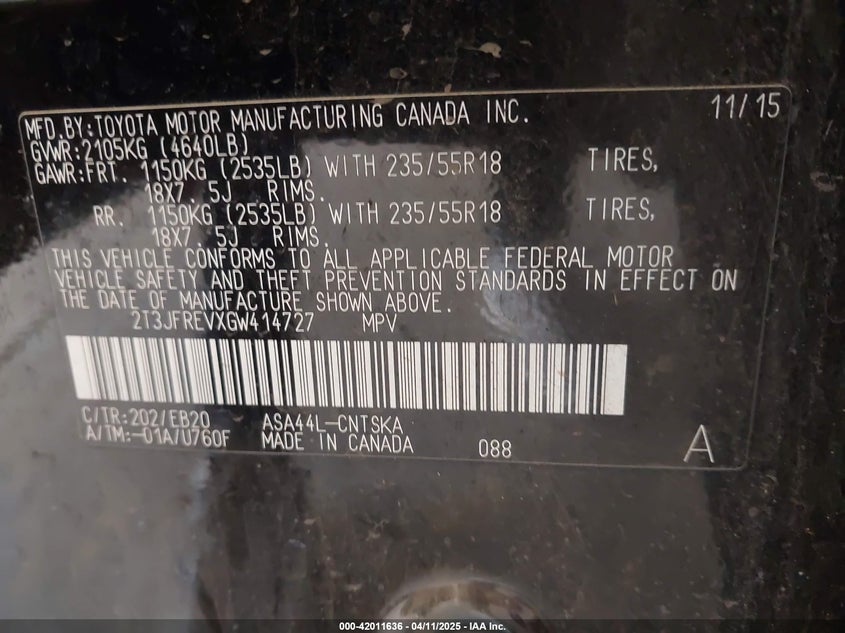 MFD.BY:TOYOTA MOTOR MANUFACTURING CANADA INC. 11/15
GVWR:2105KG (4640LB)
GAWR:FRT. 1150KG (2535LB) WITH 235/55R18 TIRES,
18X7. 5J RIMS.
RR. 1150KG (2535LB) WITH 235/55R18 TIRES,
18X7. 5J RIMS.
THIS VEHICLE CONFORMS TO ALL APPLICABLE FEDERAL MOTOR
VEHICLE SAFETY AND THEFT PREVENTION STANDARDS IN EFFECT ON
THE DATE OF MANUFACTURE SHOWN ABOVE.
2T3JFREVXGW414727 MPV
C/TR:202/EB20 ASA44L-CNTSKA
A/TM:-01A/U760F MADE IN CANADA 088 A
000-42011636 - 04/11/2025 - IAA Inc.